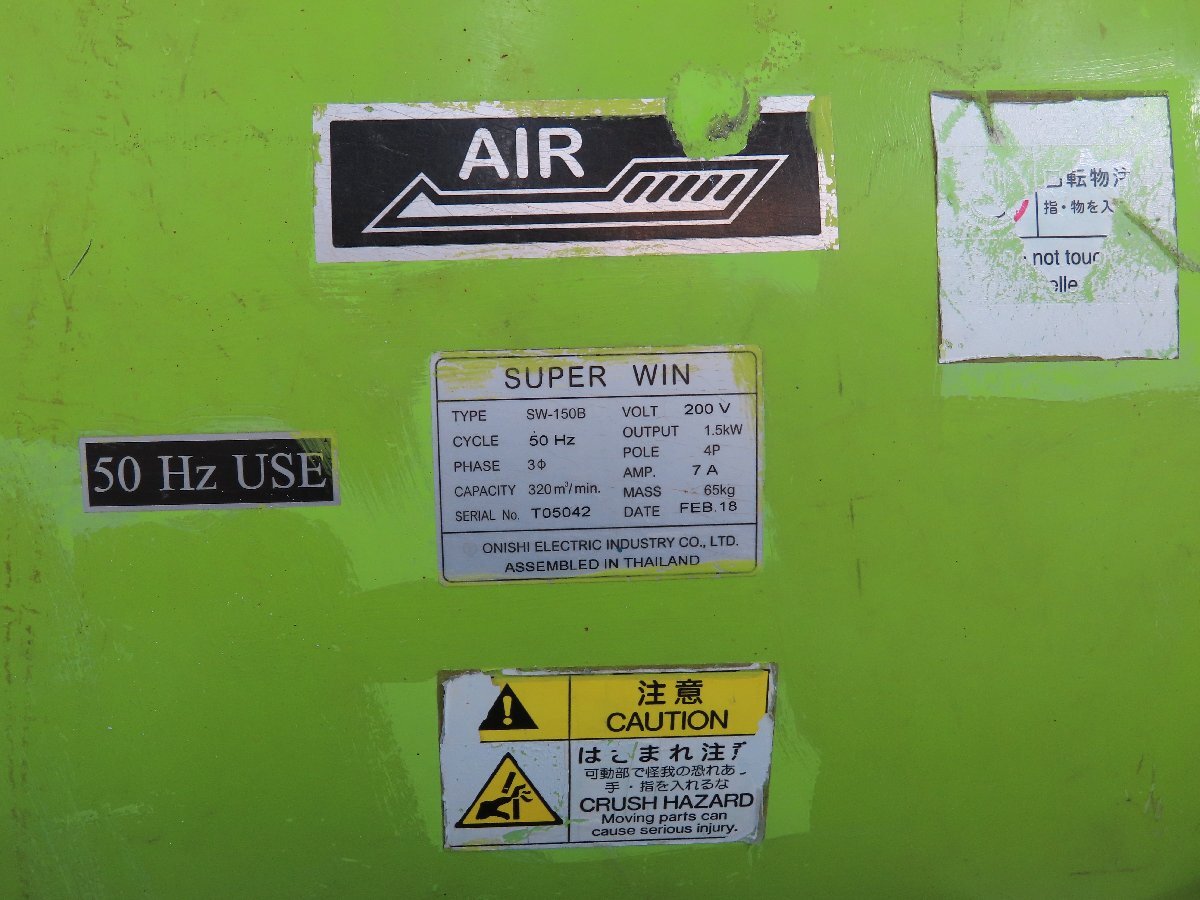 AIR
転物
指・物を入
not touc
elle
SUPER WIN
TYPE SW-150B VOLT 200 V
CYCLE 50 Hz OUTPUT 1.5kW
PHASE 3Φ POLE 4P
AMP. 7 A
CAPACITY 320m³/min. MASS 65kg
SERIAL No. T05042 DATE FEB.18
ONISHI ELECTRIC INDUSTRY CO., LTD.
ASSEMBLED IN THAILAND
50 Hz USE
注意
CAUTION
はさまれ注意
可動部で怪我の恐れあ
手・指を入れるな
CRUSH HAZARD
Moving parts can
cause serious injury.